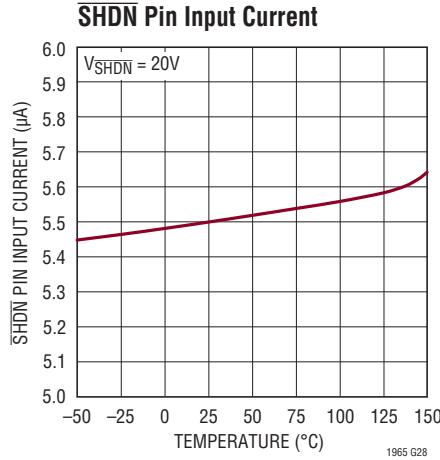 SHDN Pin Input Current
VSHDN = 20V
SHDN PIN INPUT CURRENT (µA)
6.0
5.9
5.8
5.7
5.6
5.5
5.4
5.3
5.2
5.1
5.0
–50 –25 0 25 50 75 100 125 150
TEMPERATURE (°C)
1965 G28